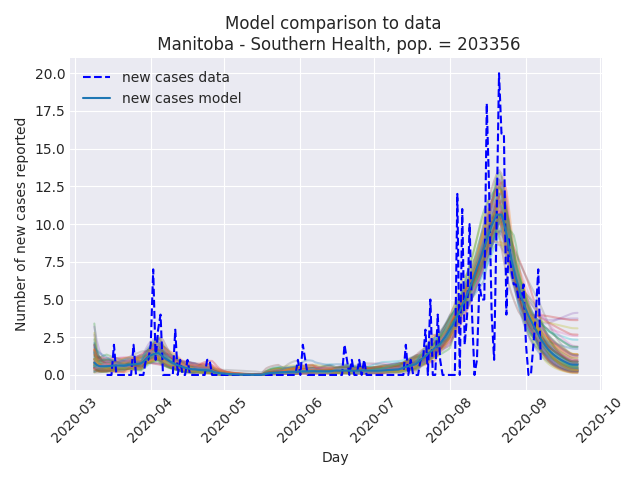 Model comparison to data
Manitoba - Southern Health, pop. = 203356
new cases data
new cases model
Number of new cases reported
20.0
17.5
15.0
12.5
10.0
7.5
5.0
2.5
0.0
2020-03
2020-04
2020-05
2020-06
2020-07
2020-08
2020-09
2020-10
Day